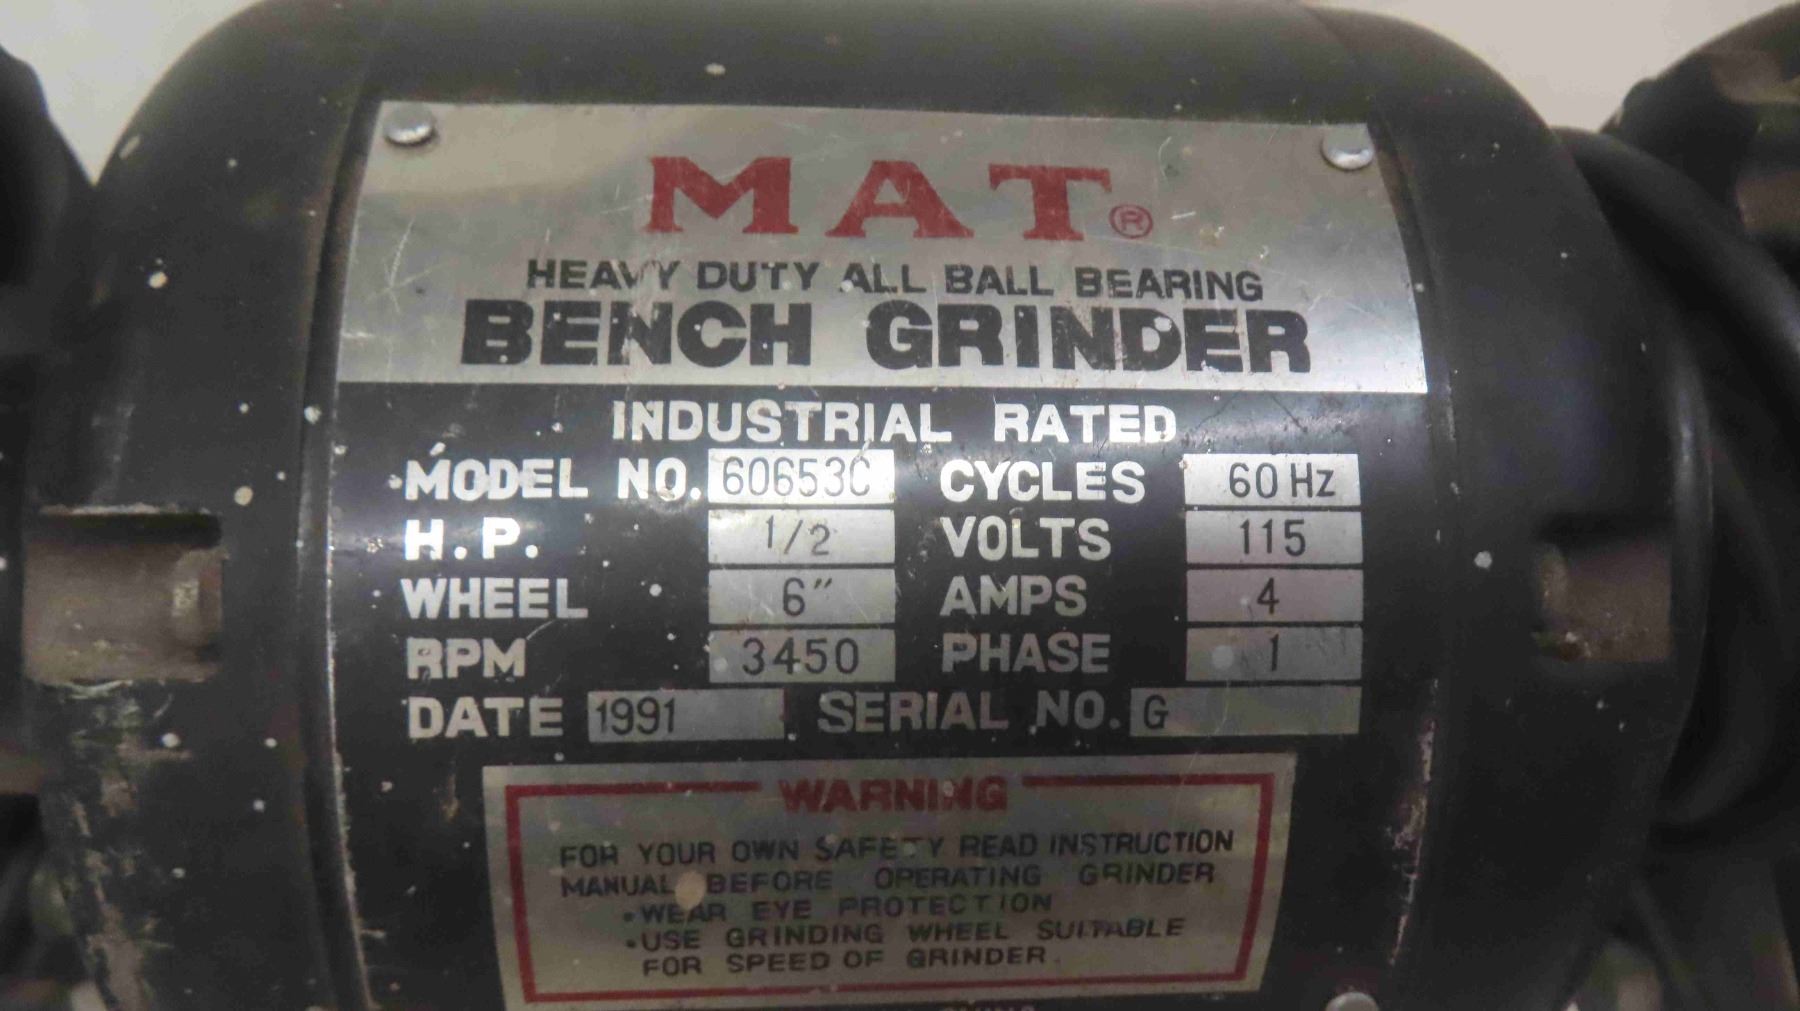 MAT®
HEAVY DUTY ALL BALL BEARING
BENCH GRINDER
INDUSTRIAL RATED
MODEL NO. 60653C CYCLES 60 Hz
H.P. 1/2 VOLTS 115
WHEEL 6" AMPS 4
RPM 3450 PHASE 1
DATE 1991 SERIAL NO. G
WARNING
FOR YOUR OWN SAFETY READ INSTRUCTION
MANUAL BEFORE OPERATING GRINDER
•WEAR EYE PROTECTION
•USE GRINDING WHEEL SUITABLE
FOR SPEED OF GRINDER.